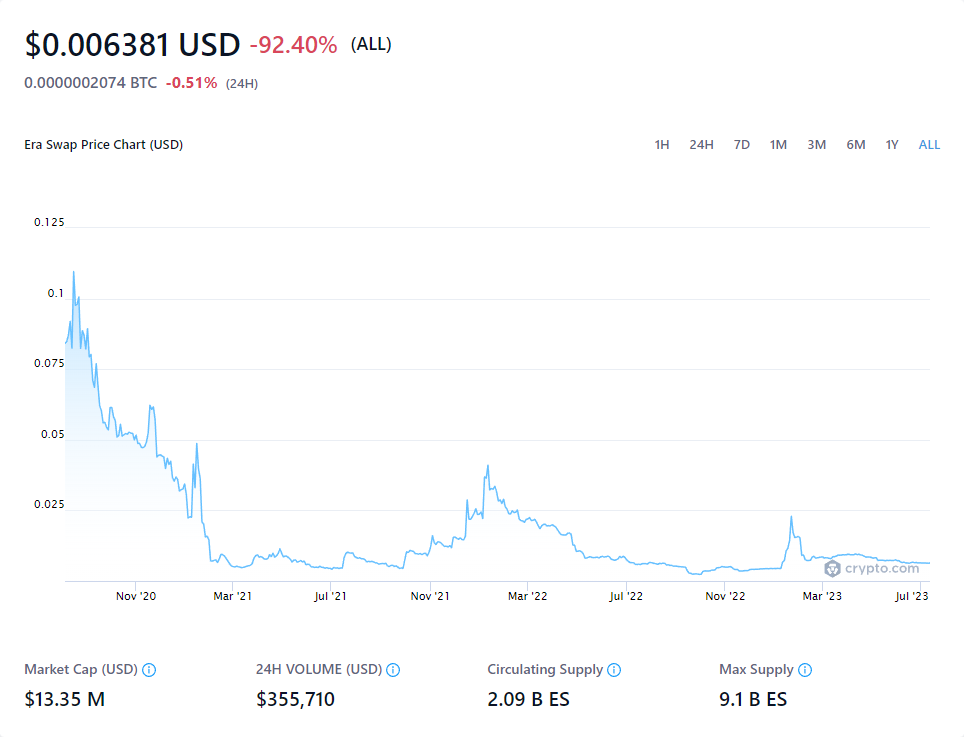 $0.006381 USD -92.40% (ALL)
0.0000002074 BTC -0.51% (24H)
Era Swap Price Chart (USD) 1H 24H 7D 1M 3M 6M 1Y ALL
0.125
0.1
0.075
0.05
0.025
crypto.com
Nov '20 Mar '21 Jul '21 Nov '21 Mar '22 Jul '22 Nov '22 Mar '23 Jul '23
Market Cap (USD) 24H VOLUME (USD) Circulating Supply Max Supply
$13.35 M $355,710 2.09 B ES 9.1 B ES